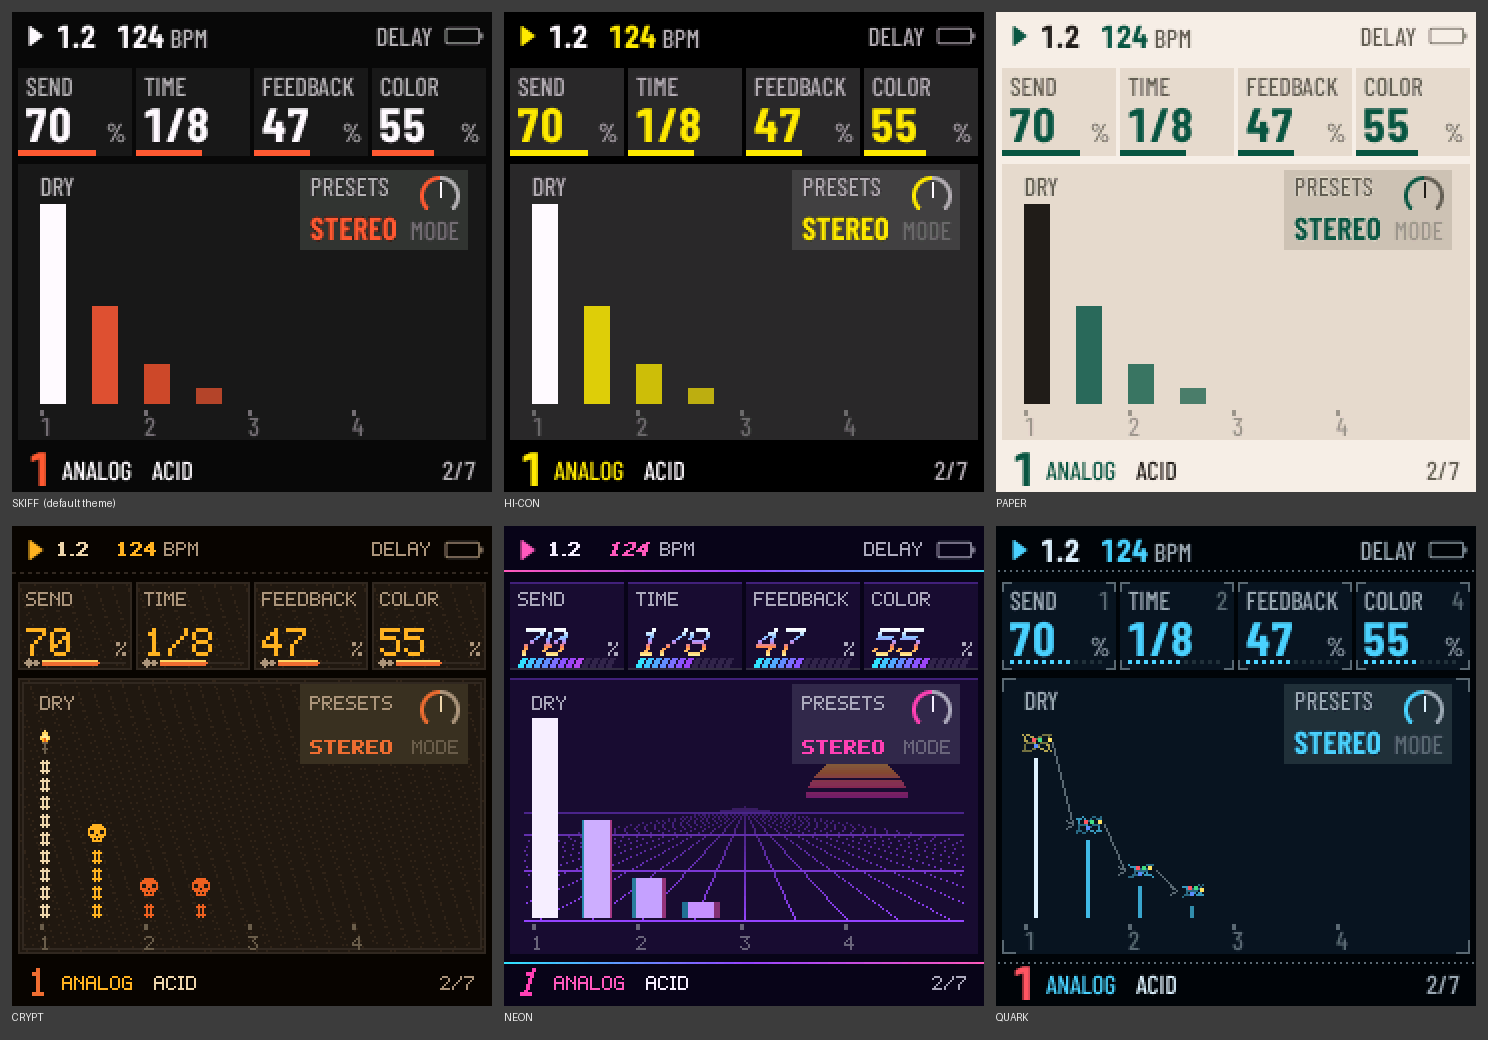 1.2 124 BPM DELAY
SEND TIME FEEDBACK COLOR
70 % 1/8 47 % 55 %
DRY PRESETS
STEREO MODE
1 2 3 4
1 ANALOG ACID 2/7
SKIFF (default theme)
1.2 124 BPM DELAY
SEND TIME FEEDBACK COLOR
70 % 1/8 47 % 55 %
DRY PRESETS
STEREO MODE
1 2 3 4
1 ANALOG ACID 2/7
HI-CON
1.2 124 BPM DELAY
SEND TIME FEEDBACK COLOR
70 % 1/8 47 % 55 %
DRY PRESETS
STEREO MODE
1 2 3 4
1 ANALOG ACID 2/7
PAPER
1.2 124 BPM DELAY
SEND TIME FEEDBACK COLOR
70 % 1/8 47 % 55 %
DRY PRESETS
STEREO MODE
1 2 3 4
1 ANALOG ACID 2/7
CRYPT
1.2 124 BPM DELAY
SEND TIME FEEDBACK COLOR
70 % 1/8 47 % 55 %
DRY PRESETS
STEREO MODE
1 2 3 4
1 ANALOG ACID 2/7
NEON
1.2 124 BPM DELAY
SEND 1 TIME 2 FEEDBACK COLOR 4
70 % 1/8 47 % 55 %
DRY PRESETS
STEREO MODE
1 2 3 4
1 ANALOG ACID 2/7
QUARK